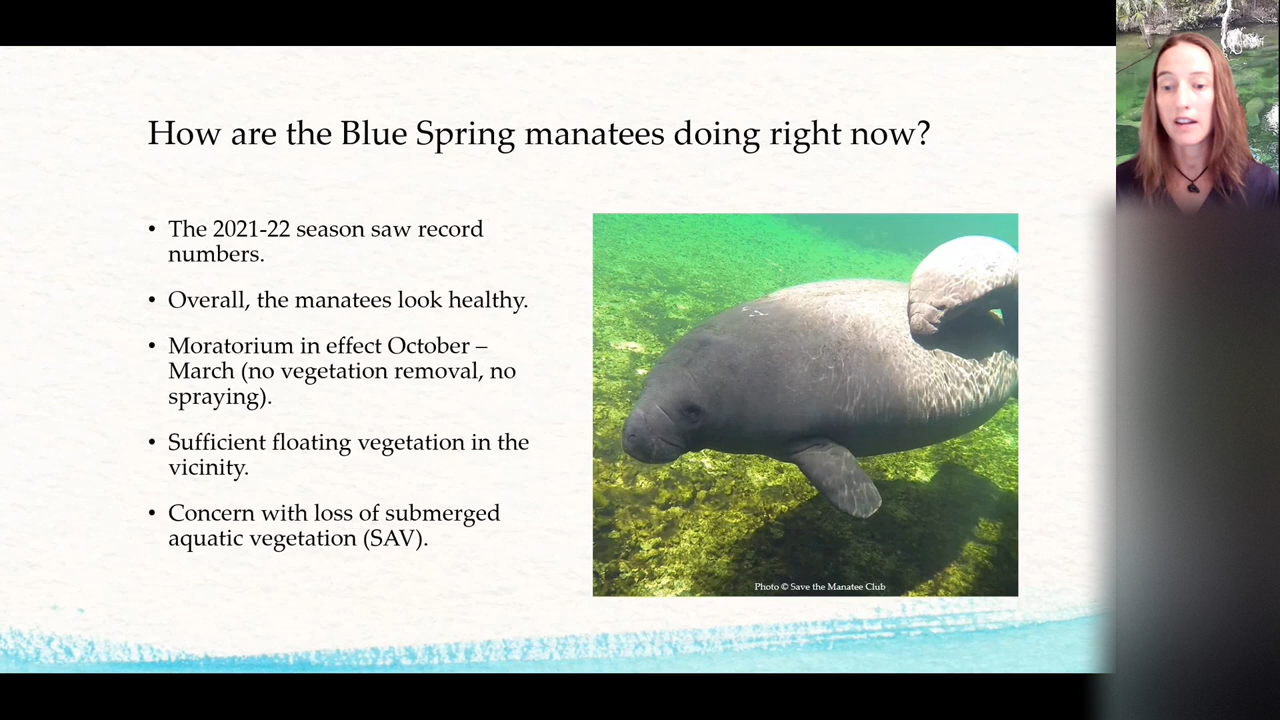 How are the Blue Spring manatees doing right now?
• The 2021-22 season saw record
numbers.
• Overall, the manatees look healthy.
• Moratorium in effect October –
March (no vegetation removal, no
spraying).
• Sufficient floating vegetation in the
vicinity.
• Concern with loss of submerged
aquatic vegetation (SAV).
Photo © Save the Manatee Club